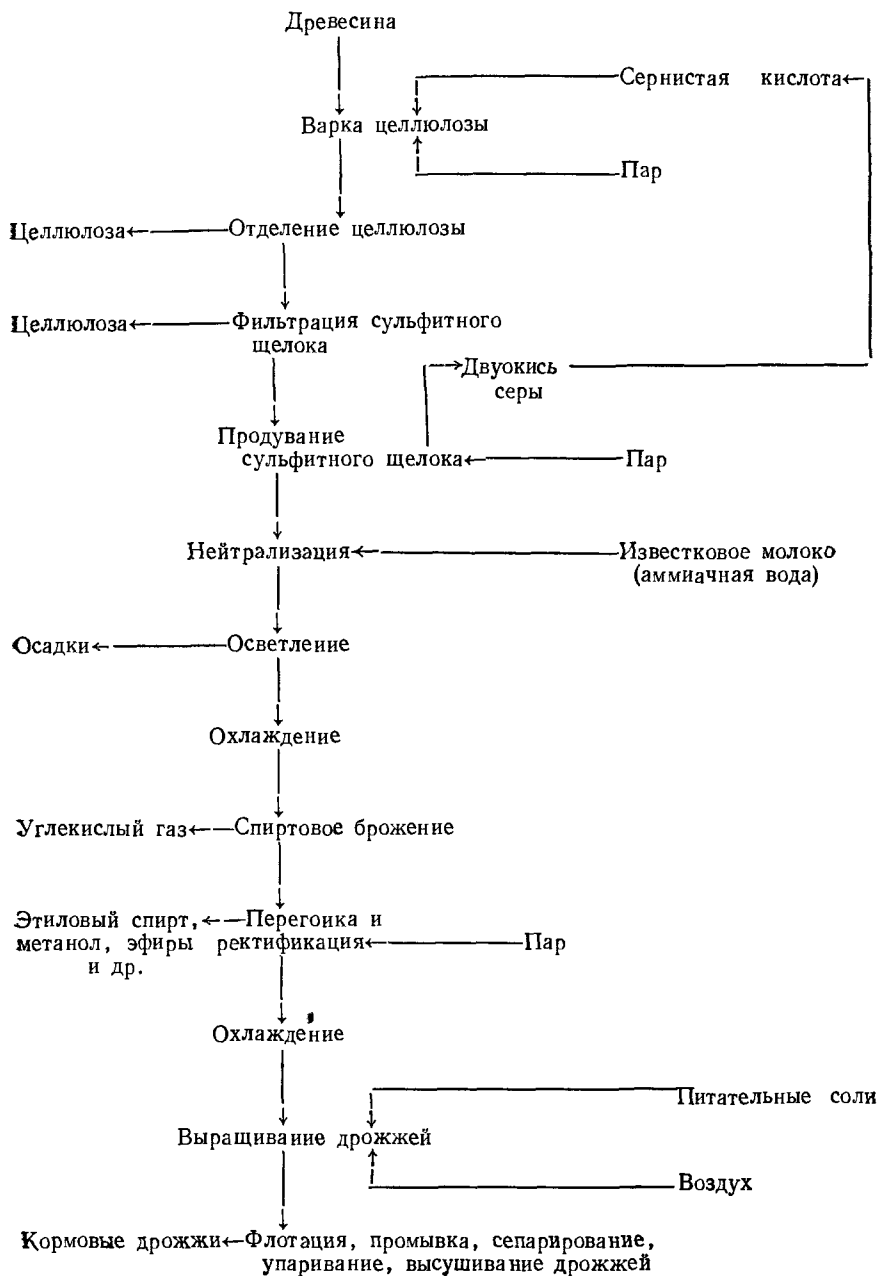 Древесина
Сернистая кислота
Варка целлюлозы
Пар
Целлюлоза
Отделение целлюлозы
Целлюлоза
Фильтрация сульфитного
щелока
Двуокись
серы
Продувание
сульфитного щелока
Пар
Нейтрализация
Известковое молоко
(аммиачная вода)
Осадки
Осветление
Охлаждение
Углекислый газ
Спиртовое брожение
Этиловый спирт,
метанол, эфиры
и др.
Перегоика и
ректификация
Пар
Охлаждение
Питательные соли
Выращиваиие дрожжей
Воздух
Кормовые дрожжи
Флотация, промывка, сепарирование,
упаривание, высушивание дрожжей